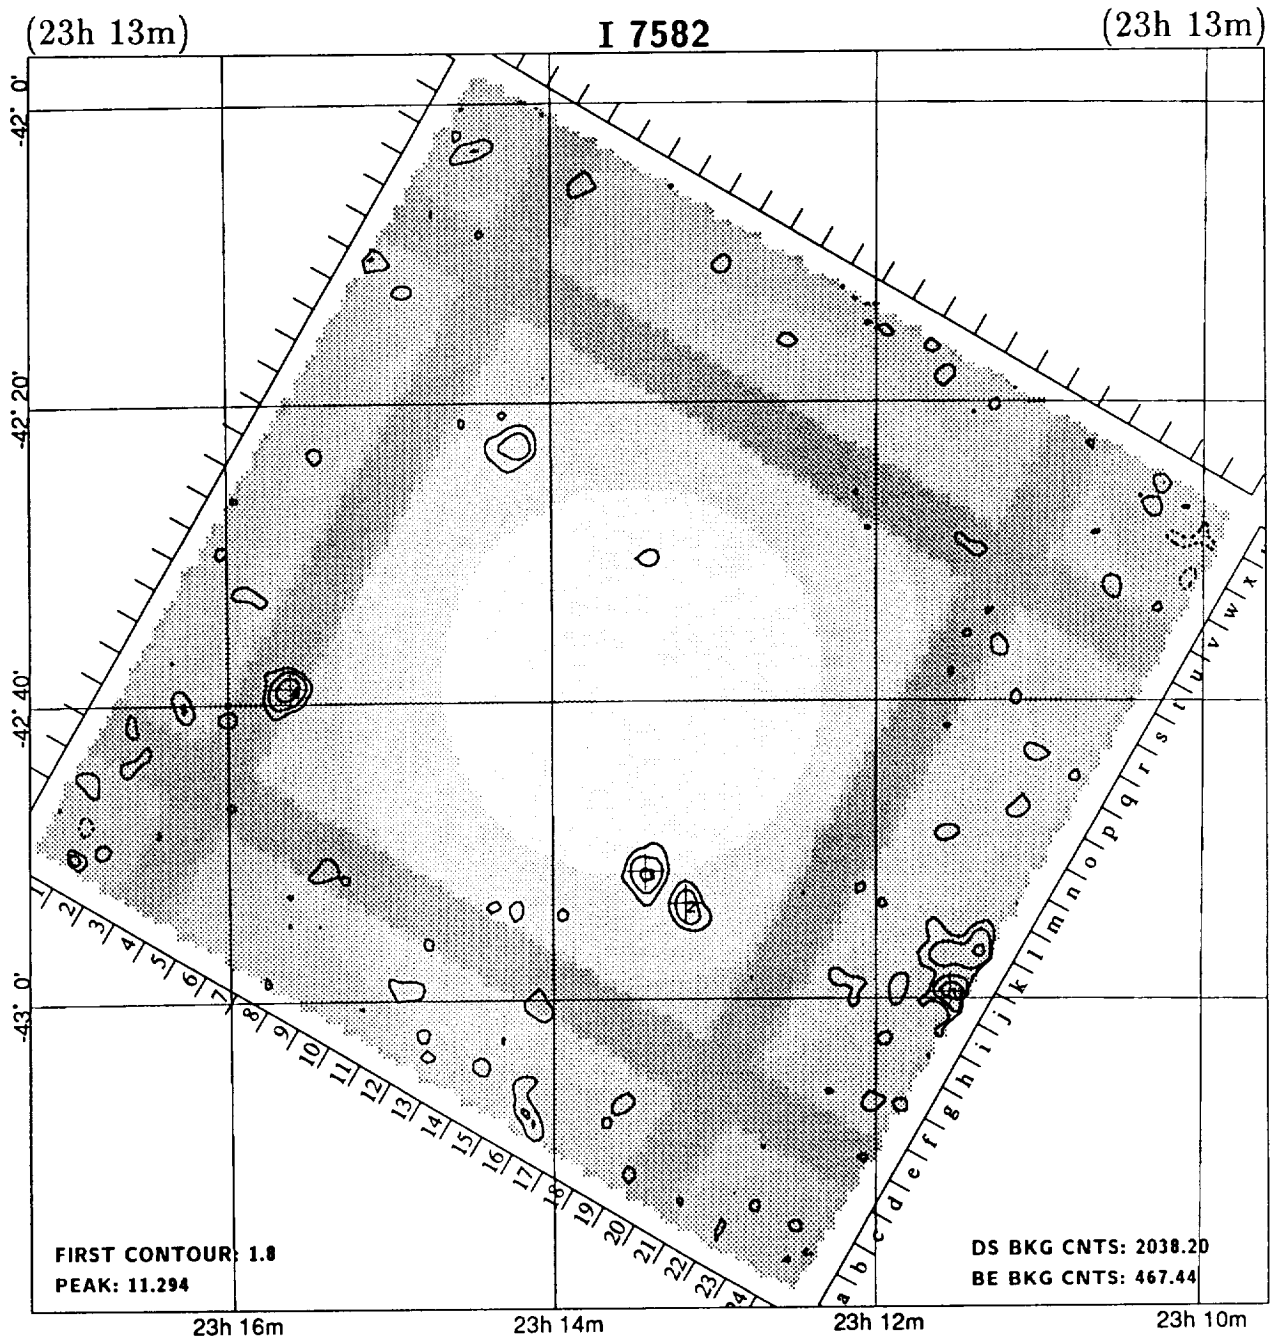 (23h 13m)
I 7582
(23h 13m)
-42° 0'
-42° 20'
-42° 40'
-43° 0'
1 2 3 4 5 6 7 8 9 10 11 12 13 14 15 16 17 18 19 20 21 22 23 24
a b c d e f g h i j k l m n o p q r s t u v w x
2
FIRST CONTOUR: 1.8
PEAK: 11.294
DS BKG CNTS: 2038.20
BE BKG CNTS: 467.44
23h 16m
23h 14m
23h 12m
23h 10m